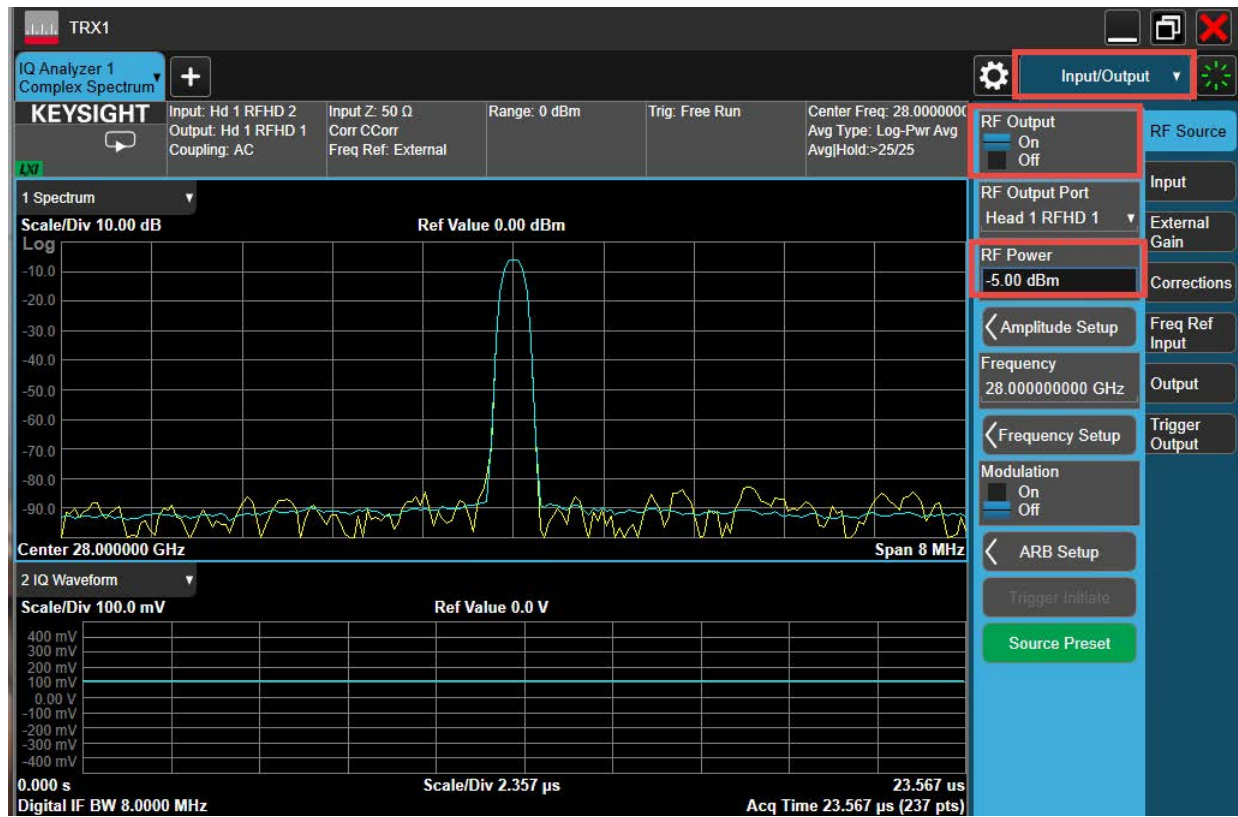 TRX1
IQ Analyzer 1
Complex Spectrum
Input/Output
KEYSIGHT
LXI
Input: Hd 1 RFHD 2
Output: Hd 1 RFHD 1
Coupling: AC
Input Z: 50 Ω
Corr CCorr
Freq Ref: External
Range: 0 dBm
Trig: Free Run
Center Freq: 28.0000000
Avg Type: Log-Pwr Avg
Avg|Hold:>25/25
1 Spectrum
Scale/Div 10.00 dB
Ref Value 0.00 dBm
Log
-10.0
-20.0
-30.0
-40.0
-50.0
-60.0
-70.0
-80.0
-90.0
Center 28.000000 GHz
Span 8 MHz
2 IQ Waveform
Scale/Div 100.0 mV
Ref Value 0.0 V
400 mV
300 mV
200 mV
100 mV
0.00 V
-100 mV
-200 mV
-300 mV
-400 mV
0.000 s
Scale/Div 2.357 µs
23.567 us
Digital IF BW 8.0000 MHz
Acq Time 23.567 µs (237 pts)
RF Output
On
Off
RF Output Port
Head 1 RFHD 1
RF Power
-5.00 dBm
Amplitude Setup
Frequency
28.000000000 GHz
Frequency Setup
Modulation
On
Off
ARB Setup
Trigger Initiate
Source Preset
RF Source
Input
External
Gain
Corrections
Freq Ref
Input
Output
Trigger
Output